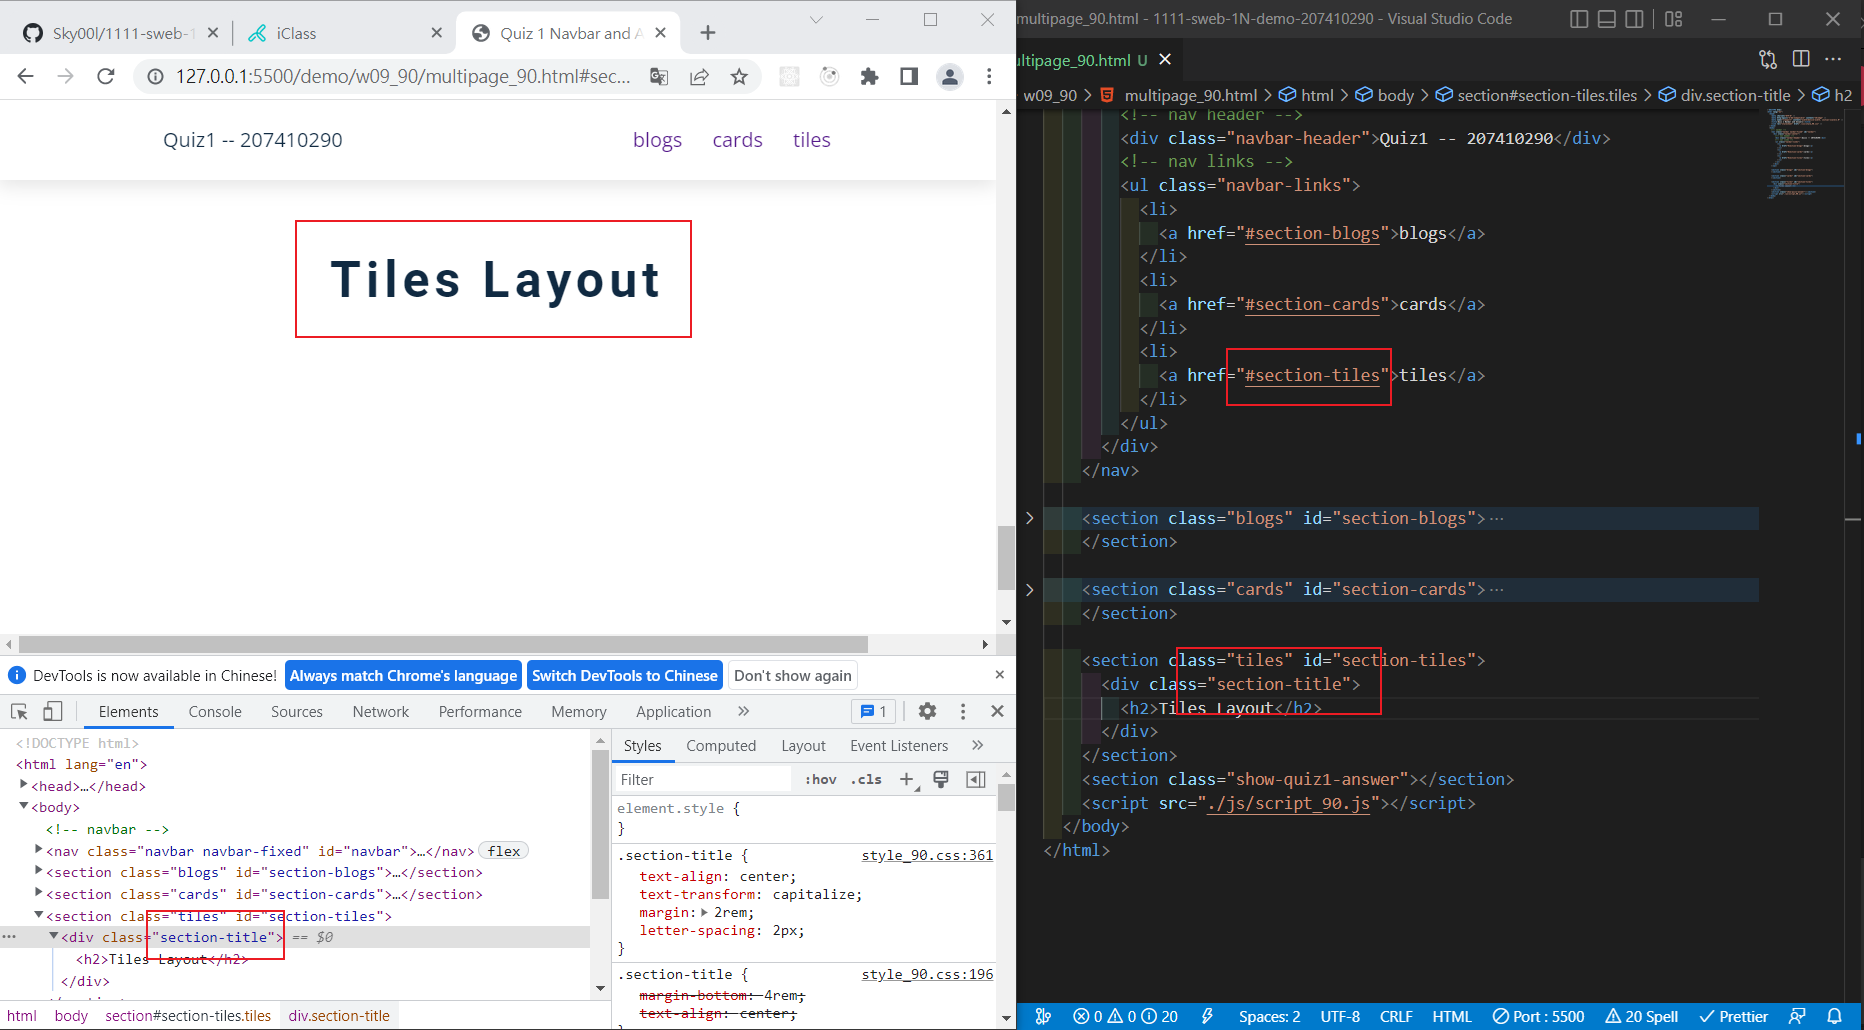 Sky00l/1111-sweb-1
iClass
Quiz 1 Navbar and A
127.0.0.1:5500/demo/w09_90/multipage_90.html#sec...
Quiz1 -- 207410290
blogs
cards
tiles
Tiles Layout
DevTools is now available in Chinese!
Always match Chrome's language
Switch DevTools to Chinese
Don't show again
Elements
Console
Sources
Network
Performance
Memory
Application
1
<!DOCTYPE html>
<html lang="en">
<head>…</head>
<body>
<!-- navbar -->
<nav class="navbar navbar-fixed" id="navbar">…</nav>
flex
<section class="blogs" id="section-blogs">…</section>
<section class="cards" id="section-cards">…</section>
<section class="tiles" id="section-tiles">
<div class="section-title"> == $0
<h2>Tiles Layout</h2>
</div>
html
body
section#section-tiles.tiles
div.section-title
Styles
Computed
Layout
Event Listeners
Filter
:hov
.cls
element.style {
}
.section-title {
style_90.css:361
text-align: center;
text-transform: capitalize;
margin: 2rem;
letter-spacing: 2px;
}
.section-title {
style_90.css:196
margin-bottom: 4rem;
text-align: center;
multipage_90.html - 1111-sweb-1N-demo-207410290 - Visual Studio Code
ultipage_90.html U
w09_90 > multipage_90.html > html > body > section#section-tiles.tiles > div.section-title > h2
<!-- nav header -->
<div class="navbar-header">Quiz1 -- 207410290</div>
<!-- nav links -->
<ul class="navbar-links">
<li>
<a href="#section-blogs">blogs</a>
</li>
<li>
<a href="#section-cards">cards</a>
</li>
<li>
<a href="#section-tiles">tiles</a>
</li>
</ul>
</div>
</nav>
<section class="blogs" id="section-blogs">…
</section>
<section class="cards" id="section-cards">…
</section>
<section class="tiles" id="section-tiles">
<div class="section-title">
<h2>Tiles Layout</h2>
</div>
</section>
<section class="show-quiz1-answer"></section>
<script src="./js/script_90.js"></script>
</body>
</html>
0
0
20
Spaces: 2
UTF-8
CRLF
HTML
Port : 5500
20 Spell
Prettier